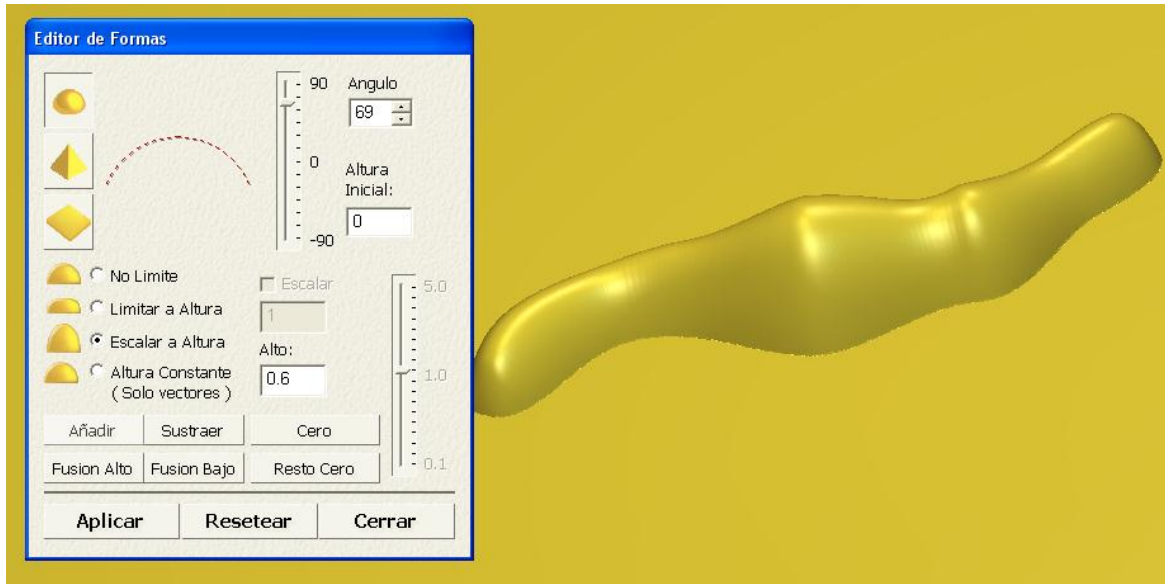 Editor de Formas
90
Angulo
69
0
Altura
Inicial:
0
-90
No Limite
Escalar
5.0
Limitar a Altura
1
Escalar a Altura
Alto:
Altura Constante
0.6
1.0
( Solo vectores )
Añadir
Sustraer
Cero
Fusion Alto
Fusion Bajo
Resto Cero
0.1
Aplicar
Resetear
Cerrar